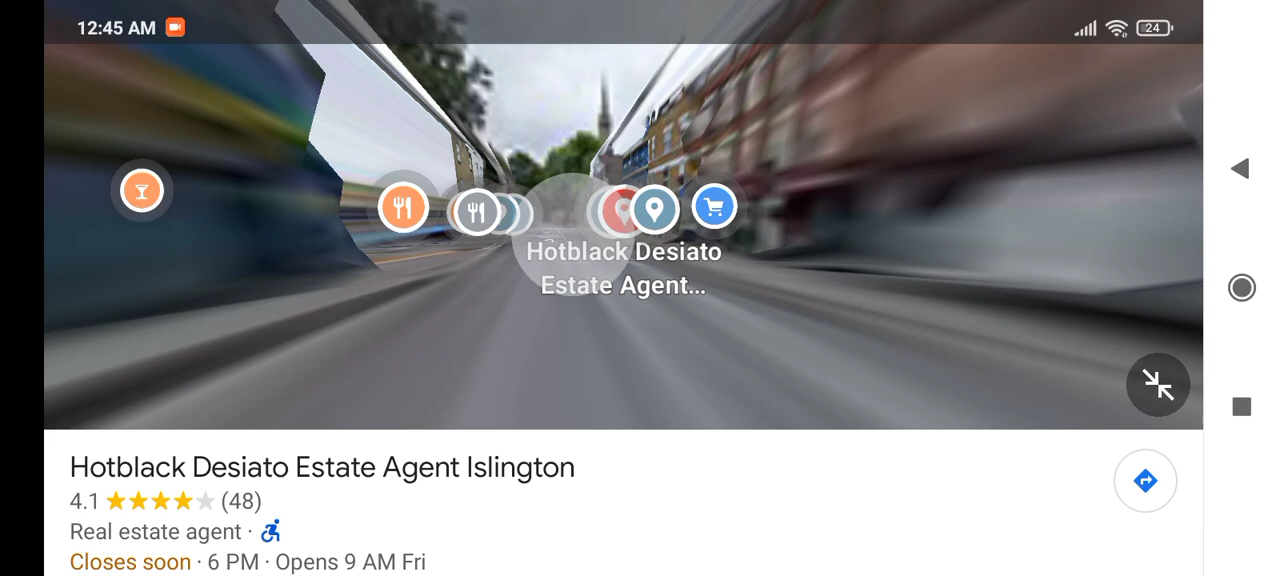 12:45 AM
24
Hotblack Desiato
Estate Agent...
Hotblack Desiato Estate Agent Islington
4.1 (48)
Real estate agent ·
Closes soon · 6 PM · Opens 9 AM Fri